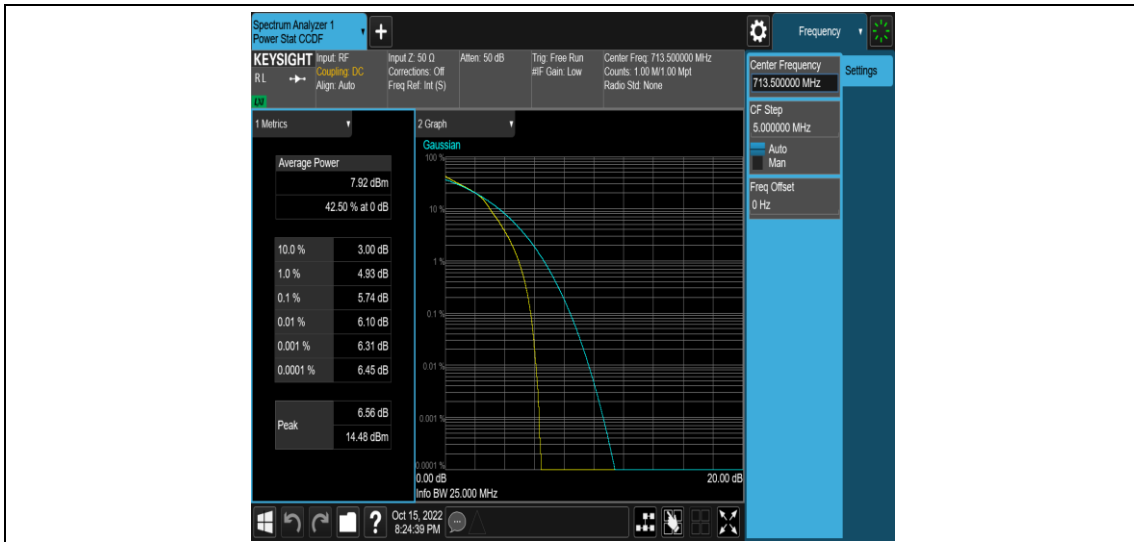 Spectrum Analyzer 1
Power Stat CCDF
+
Frequency
KEYSIGHT
RL
LXI
Input: RF
Coupling: DC
Align: Auto
Input Z: 50 Ω
Corrections: Off
Freq Ref: Int (S)
Atten: 50 dB
Trig: Free Run
#IF Gain: Low
Center Freq: 713.500000 MHz
Counts: 1.00 M/1.00 Mpt
Radio Std: None
Center Frequency
713.500000 MHz
Settings
CF Step
5.000000 MHz
Auto
Man
Freq Offset
0 Hz
1 Metrics
Average Power
7.92 dBm
42.50 % at 0 dB
10.0 % 3.00 dB
1.0 % 4.93 dB
0.1 % 5.74 dB
0.01 % 6.10 dB
0.001 % 6.31 dB
0.0001 % 6.45 dB
Peak
6.56 dB
14.48 dBm
2 Graph
Gaussian
100 %
10 %
1 %
0.1 %
0.01 %
0.001 %
0.0001 %
0.00 dB 20.00 dB
Info BW 25.000 MHz
?
Oct 15, 2022
8:24:39 PM